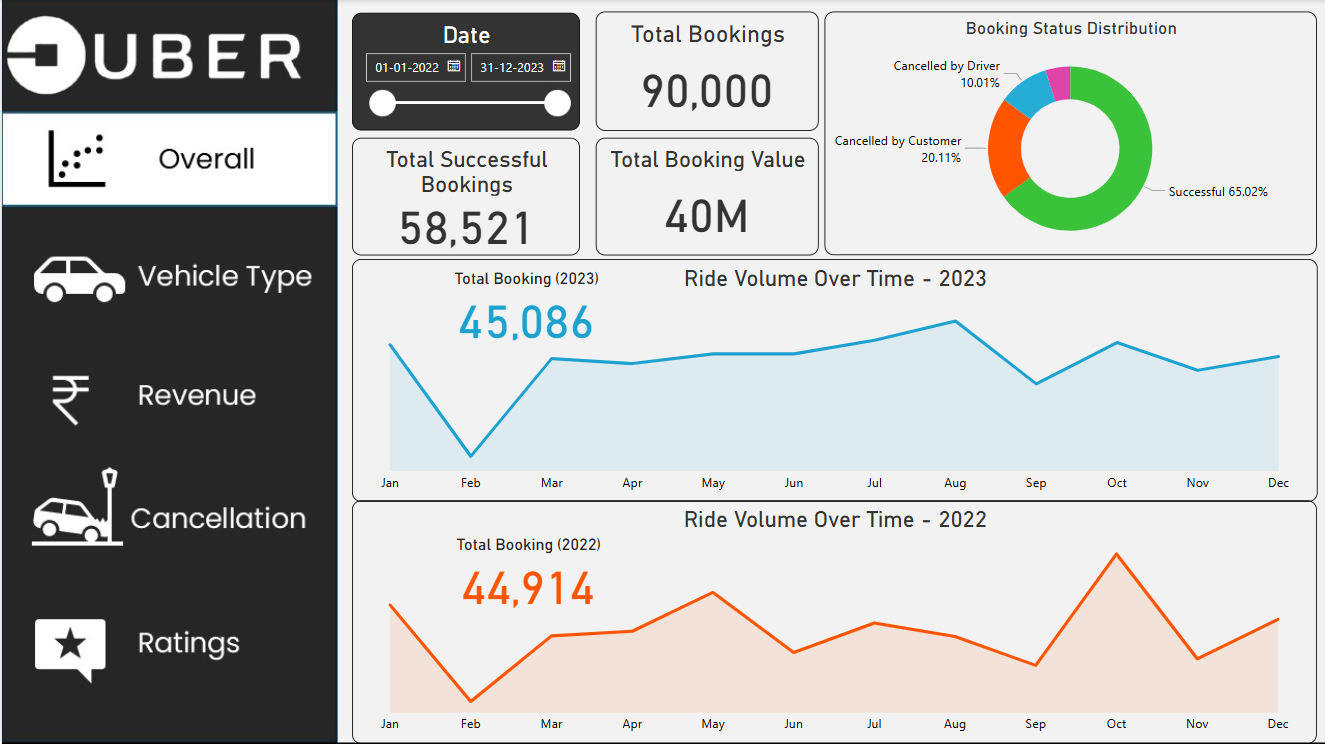 UBER
Overall
Vehicle Type
₹
Revenue
Cancellation
Ratings
Date
01-01-2022
31-12-2023
Total Bookings
90,000
Total Successful
Bookings
58,521
Total Booking Value
40M
Booking Status Distribution
Cancelled by Driver
10.01%
Cancelled by Customer
20.11%
Successful 65.02%
Total Booking (2023)
Ride Volume Over Time - 2023
45,086
Jan Feb Mar Apr May Jun Jul Aug Sep Oct Nov Dec
Ride Volume Over Time - 2022
Total Booking (2022)
44,914
Jan Feb Mar Apr May Jun Jul Aug Sep Oct Nov Dec